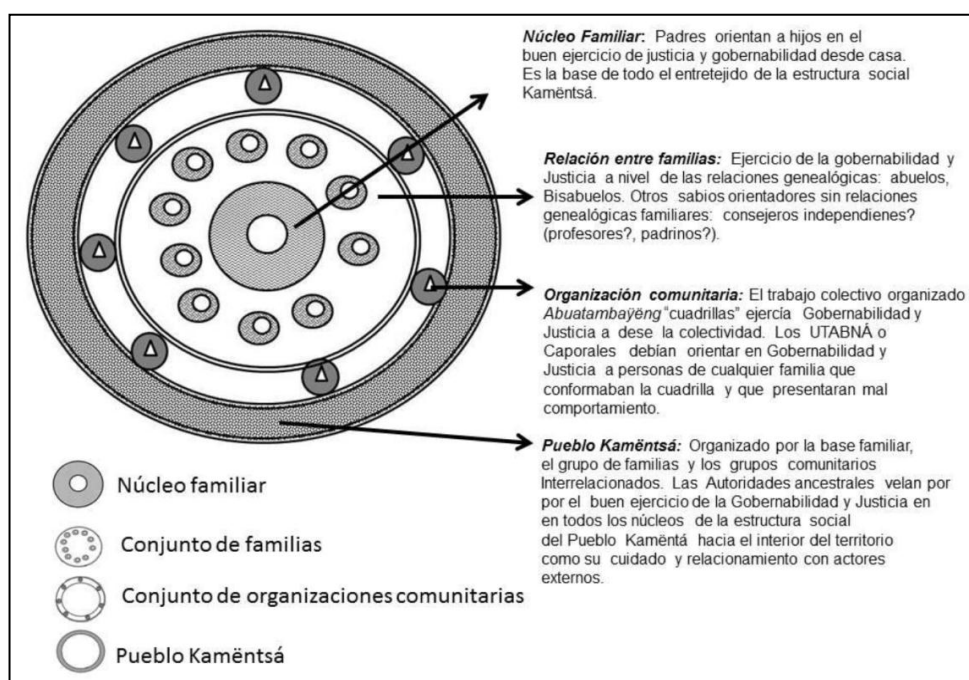 Núcleo Familiar: Padres orientan a hijos en el
buen ejercicio de justicia y gobernabilidad desde casa.
Es la base de todo el entretejido de la estructura social
Kamëntsá.
Relación entre familias: Ejercicio de la gobernabilidad y
Justicia a nivel de las relaciones genealógicas: abuelos,
Bisabuelos. Otros sabios orientadores sin relaciones
genealógicas familiares: consejeros independienes?
(profesores?, padrinos?).
Organización comunitaria: El trabajo colectivo organizado
Abuatambaÿëng “cuadrillas” ejercía Gobernabilidad y
Justicia a dese la colectividad. Los UTABNÁ o
Caporales debían orientar en Gobernabilidad y
Justicia a personas de cualquier familia que
conformaban la cuadrilla y que presentaran mal
comportamiento.
Pueblo Kamëntsá: Organizado por la base familiar,
el grupo de familias y los grupos comunitarios
Interrelacionados. Las Autoridades ancestrales velan por
por el buen ejercicio de la Gobernabilidad y Justicia en
en todos los núcleos de la estructura social
del Pueblo Kamëntá hacia el interior del territorio
como su cuidado y relacionamiento con actores
externos.
Núcleo familiar
Conjunto de familias
Conjunto de organizaciones comunitarias
Pueblo Kamëntsá